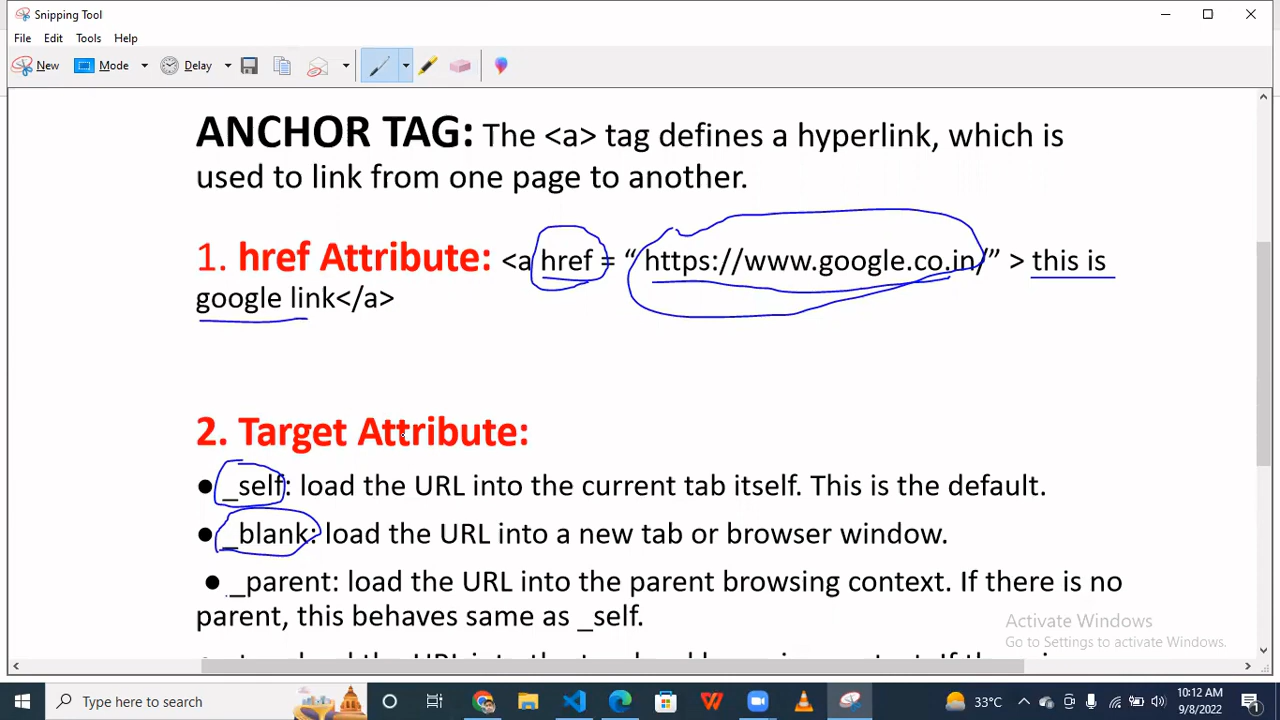 Snipping Tool
File Edit Tools Help
New Mode Delay
ANCHOR TAG: The <a> tag defines a hyperlink, which is
used to link from one page to another.
1. href Attribute: <a href = “ https://www.google.co.in/” > this is
google link</a>
2. Target Attribute:
● _self: load the URL into the current tab itself. This is the default.
● _blank: load the URL into a new tab or browser window.
● _parent: load the URL into the parent browsing context. If there is no
parent, this behaves same as _self.
Activate Windows
Go to Settings to activate Windows.
Type here to search
33°C
10:12 AM
9/8/2022